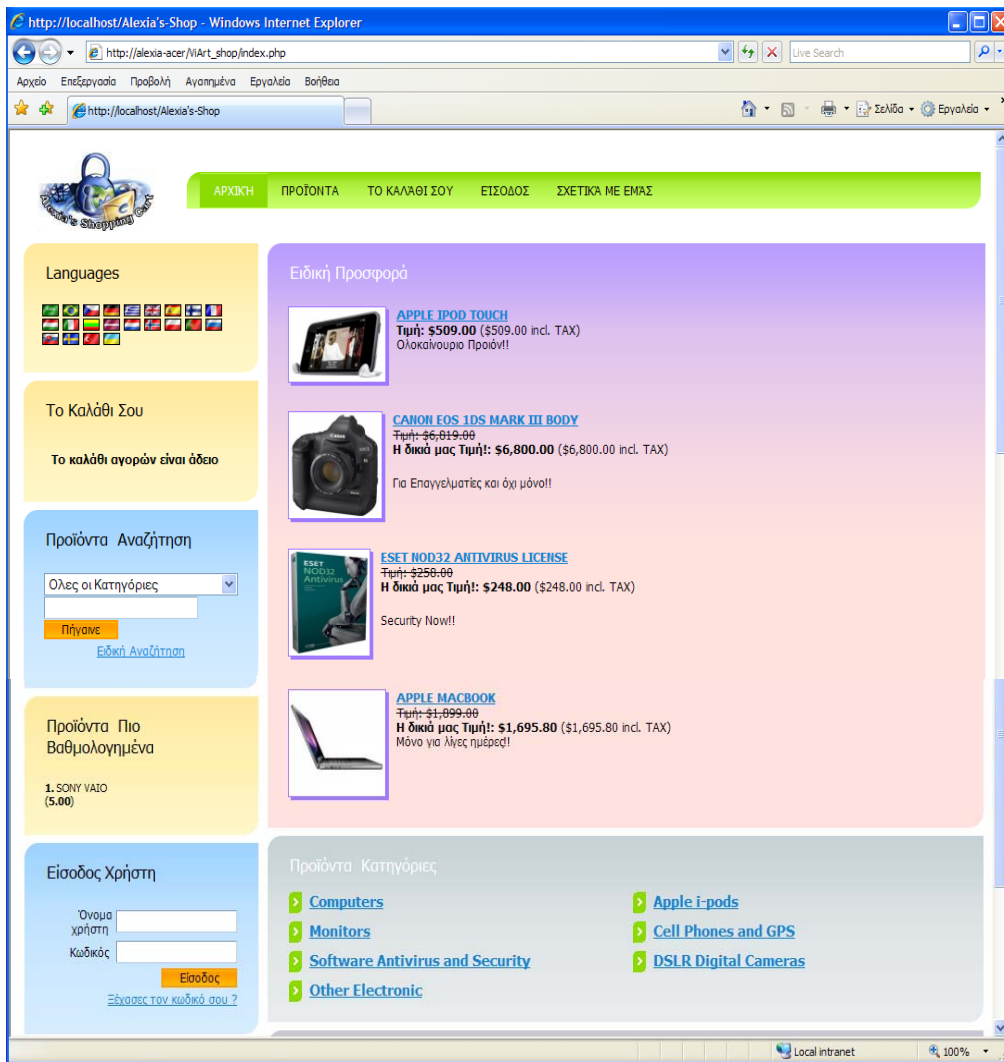 http://localhost/Alexia's-Shop - Windows Internet Explorer
http://alexia-acer/ViArt_shop/index.php
Live Search
Αρχείο Επεξεργασία Προβολή Αγαπημένα Εργαλεία Βοήθεια
http://localhost/Alexia's-Shop
Σελίδα
Εργαλεία
Alexia's Shopping Cart
ΑΡΧΙΚΉ ΠΡΟΪΌΝΤΑ ΤΟ ΚΑΛΆΘΙ ΣΟΥ ΕΙΣΟΔΟΣ ΣΧΕΤΙΚΆ ΜΕ ΕΜΆΣ
Languages
Το Καλάθι Σου
Το καλάθι αγορών είναι άδειο
Προϊόντα Αναζήτηση
Ολες οι Κατηγόριες
Πήγαινε
Ειδική Αναζήτηση
Προϊόντα Πιο
Βαθμολογημένα
1. SONY VAIO
(5.00)
Είσοδος Χρήστη
Όνομα
χρήστη
Κωδικός
Είσοδος
Ξέχασες τον κωδικό σου ?
Ειδική Προσφορά
APPLE IPOD TOUCH
Τιμή: $509.00 ($509.00 incl. TAX)
Ολοκαίνουριο Προιόν!!
CANON EOS 1DS MARK III BODY
Τιμή: $6,819.00
Η δικιά μας Τιμή!: $6,800.00 ($6,800.00 incl. TAX)
Για Επαγγελματίες και όχι μόνο!!
ESET NOD32 ANTIVIRUS LICENSE
Τιμή: $258.00
Η δικιά μας Τιμή!: $248.00 ($248.00 incl. TAX)
Security Now!!
ESET
NOD32
Antivirus
APPLE MACBOOK
Τιμή: $1,899.00
Η δικιά μας Τιμή!: $1,695.80 ($1,695.80 incl. TAX)
Μόνο για λίγες ημέρες!!
Προϊόντα Κατηγόριες
Computers
Apple i-pods
Monitors
Cell Phones and GPS
Software Antivirus and Security
DSLR Digital Cameras
Other Electronic
Local intranet
100%